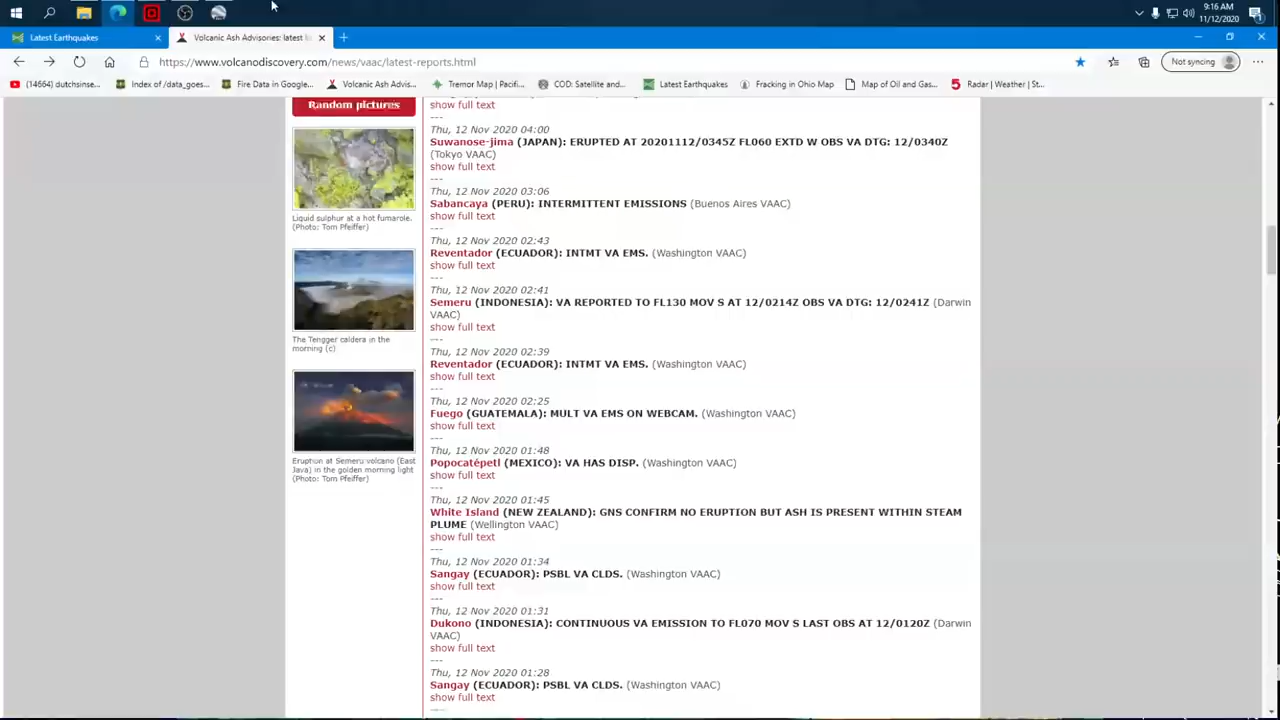 9:16 AM
11/12/2020
Latest Earthquakes
Volcanic Ash Advisories: latest
https://www.volcanodiscovery.com/news/vaac/latest-reports.html
Not syncing
(14664) dutchsinse...
Index of /data_goes...
Fire Data in Google...
Volcanic Ash Advis...
Tremor Map | Pacifi...
COD: Satellite and...
Latest Earthquakes
Fracking in Ohio Map
Map of Oil and Gas...
Radar | Weather | St...
Random pictures
Liquid sulphur at a hot fumarole.
(Photo: Tom Pfeiffer)
The Tengger caldera in the
morning (c)
Eruption at Semeru volcano (East
Java) in the golden morning light
(Photo: Tom Pfeiffer)
show full text
---
Thu, 12 Nov 2020 04:00
Suwanose-jima (JAPAN): ERUPTED AT 20201112/0345Z FL060 EXTD W OBS VA DTG: 12/0340Z
(Tokyo VAAC)
show full text
---
Thu, 12 Nov 2020 03:06
Sabancaya (PERU): INTERMITTENT EMISSIONS (Buenos Aires VAAC)
show full text
---
Thu, 12 Nov 2020 02:43
Reventador (ECUADOR): INTMT VA EMS. (Washington VAAC)
show full text
---
Thu, 12 Nov 2020 02:41
Semeru (INDONESIA): VA REPORTED TO FL130 MOV S AT 12/0214Z OBS VA DTG: 12/0241Z (Darwin
VAAC)
show full text
---
Thu, 12 Nov 2020 02:39
Reventador (ECUADOR): INTMT VA EMS. (Washington VAAC)
show full text
---
Thu, 12 Nov 2020 02:25
Fuego (GUATEMALA): MULT VA EMS ON WEBCAM. (Washington VAAC)
show full text
---
Thu, 12 Nov 2020 01:48
Popocatépetl (MEXICO): VA HAS DISP. (Washington VAAC)
show full text
---
Thu, 12 Nov 2020 01:45
White Island (NEW ZEALAND): GNS CONFIRM NO ERUPTION BUT ASH IS PRESENT WITHIN STEAM
PLUME (Wellington VAAC)
show full text
---
Thu, 12 Nov 2020 01:34
Sangay (ECUADOR): PSBL VA CLDS. (Washington VAAC)
show full text
---
Thu, 12 Nov 2020 01:31
Dukono (INDONESIA): CONTINUOUS VA EMISSION TO FL070 MOV S LAST OBS AT 12/0120Z (Darwin
VAAC)
show full text
---
Thu, 12 Nov 2020 01:28
Sangay (ECUADOR): PSBL VA CLDS. (Washington VAAC)
show full text
---